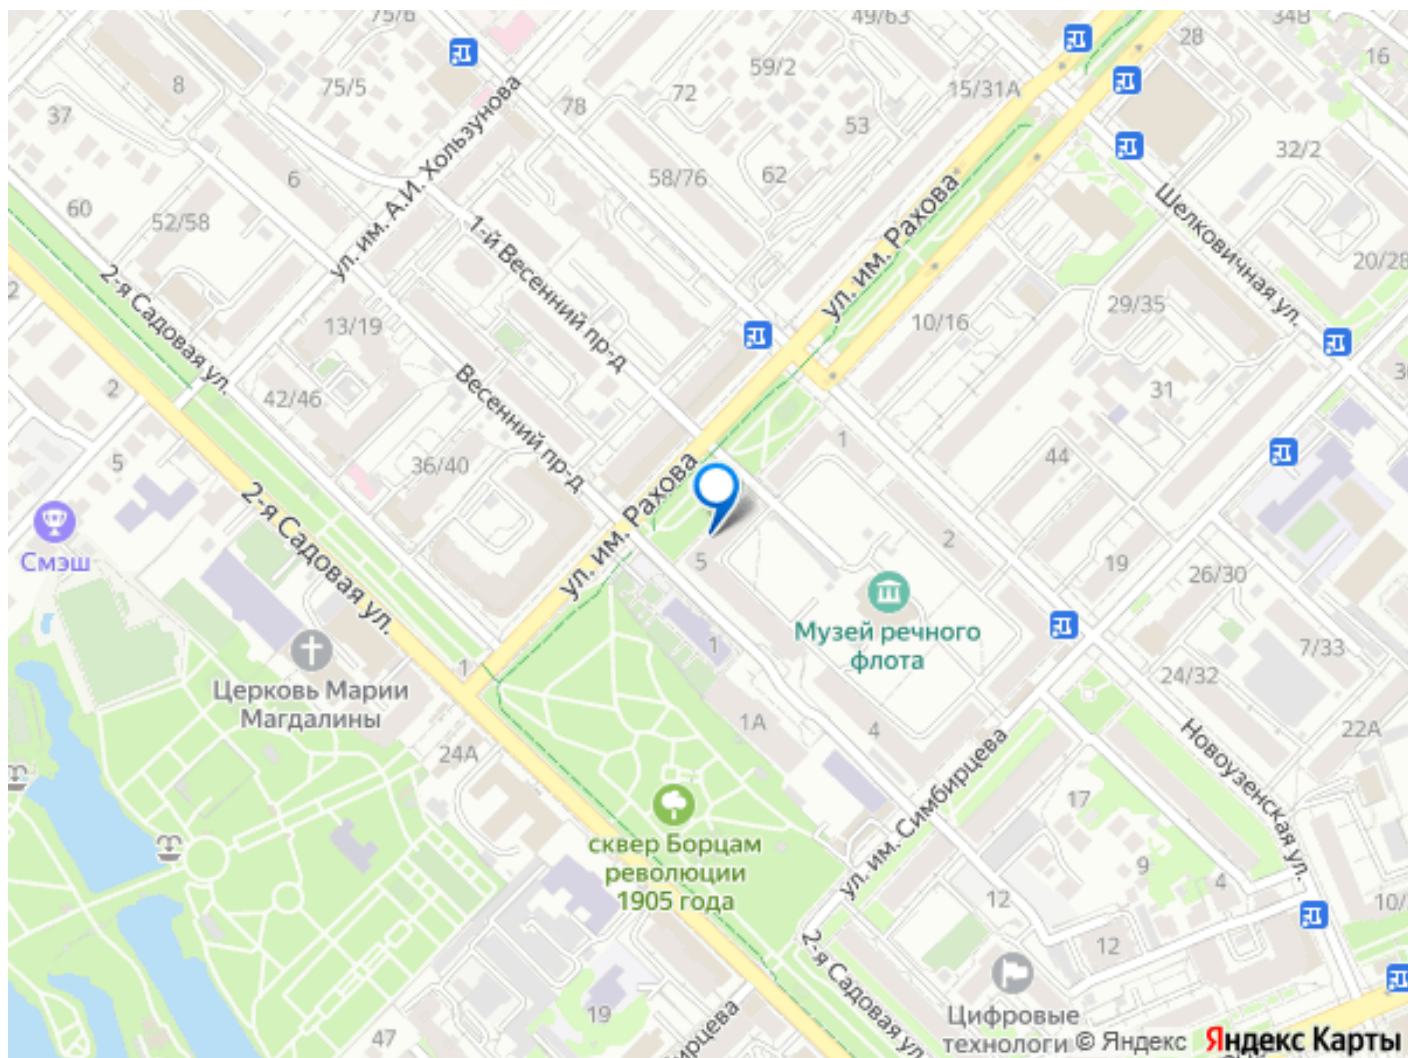 75/6
49/63
34В
28
16
59/2
8
75/5
72
15/31А
37
78
53
ул. им. А.И. Хользунова
32/2
6
58/76
62
60
52/58
1-й Весенний пр-д
ул. им. Рахова
Шелковичная ул.
20/28
2-я Садовая ул.
2
13/19
10/16
29/35
2
42/46
Весенний пр-д
31
5
36/40
1
44
ул. им. Рахова
2-я Садовая ул.
Смэш
5
2
19
26/30
Музей речного
флота
1
7/33
1
Церковь Марии
Магдалины
24/32
1А
4
22А
24А
Новоузенская ул.
ул. им. Симбирцева
17
сквер Борцам
революции
1905 года
9
4
12
12
2-я Садовая ул.
19
Цифровые
технологи
47
© Яндекс
Яндекс Карты